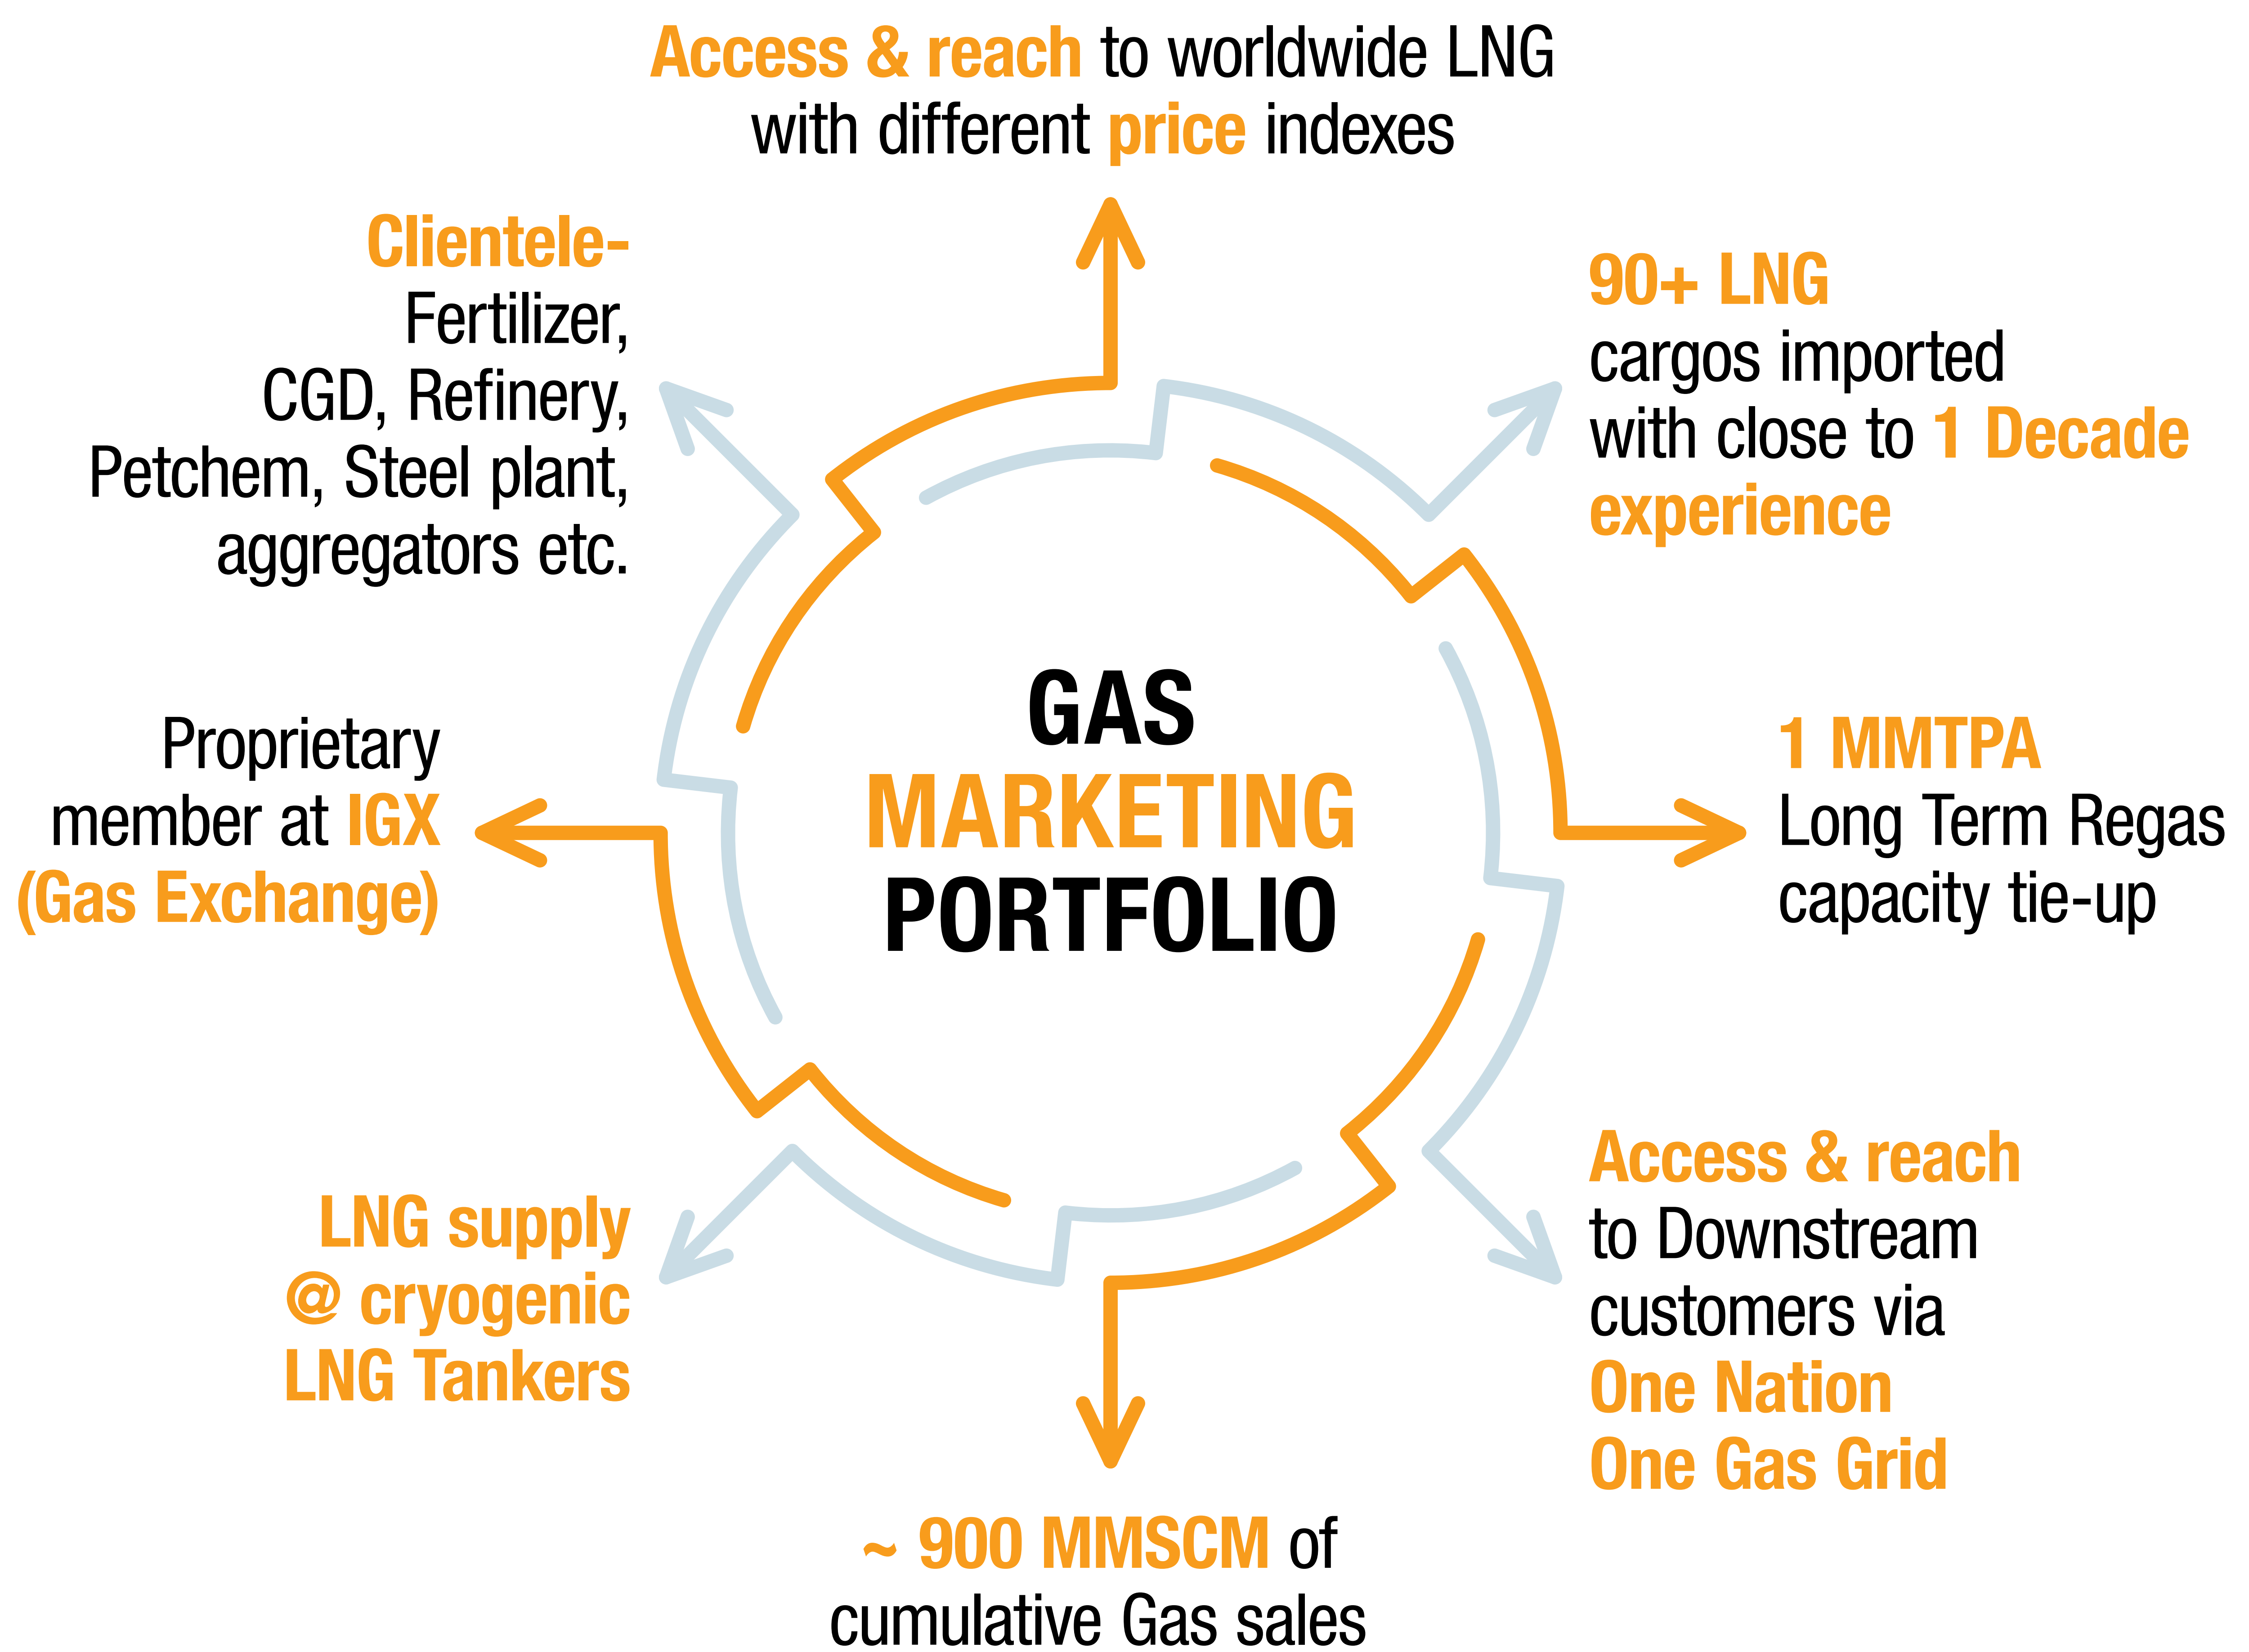 Access & reach to worldwide LNG
with different price indexes
Clientele-
Fertilizer,
CGD, Refinery,
Petchem, Steel plant,
aggregators etc.
90+ LNG
cargos imported
with close to 1 Decade
experience
GAS
MARKETING
PORTFOLIO
Proprietary
member at IGX
(Gas Exchange)
1 MMTPA
Long Term Regas
capacity tie-up
LNG supply
@ cryogenic
LNG Tankers
Access & reach
to Downstream
customers via
One Nation
One Gas Grid
~ 900 MMSCM of
cumulative Gas sales